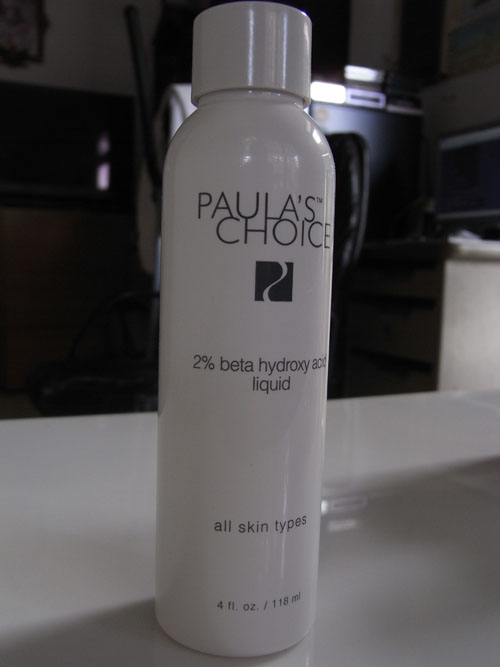 PAULA'S™
CHOICE
2% beta hydroxy acid
liquid
all skin types
4 fl. oz. / 118 ml